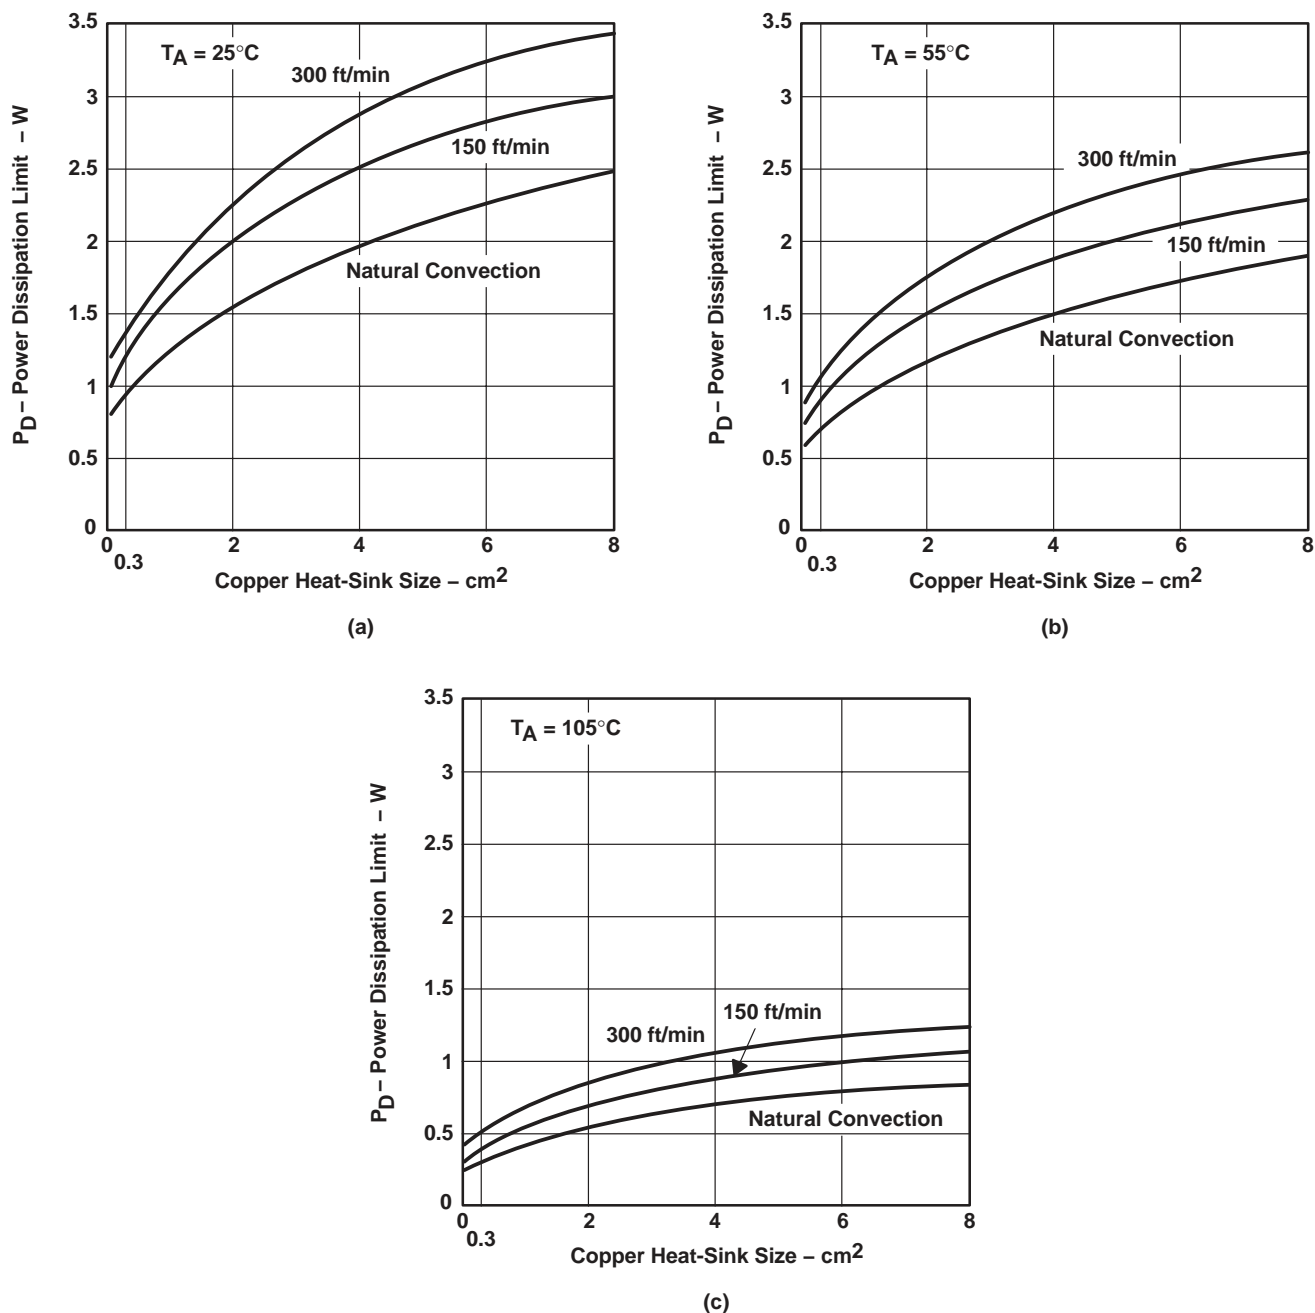 3.5
3
2.5
2
1.5
1
0.5
0
P_D – Power Dissipation Limit – W
T_A = 25°C
300 ft/min
150 ft/min
Natural Convection
0 2 4 6 8
0.3
Copper Heat-Sink Size – cm²
(a)
3.5
3
2.5
2
1.5
1
0.5
0
P_D – Power Dissipation Limit – W
T_A = 55°C
300 ft/min
150 ft/min
Natural Convection
0 2 4 6 8
0.3
Copper Heat-Sink Size – cm²
(b)
3.5
3
2.5
2
1.5
1
0.5
0
P_D – Power Dissipation Limit – W
T_A = 105°C
150 ft/min
300 ft/min
Natural Convection
0 2 4 6 8
0.3
Copper Heat-Sink Size – cm²
(c)